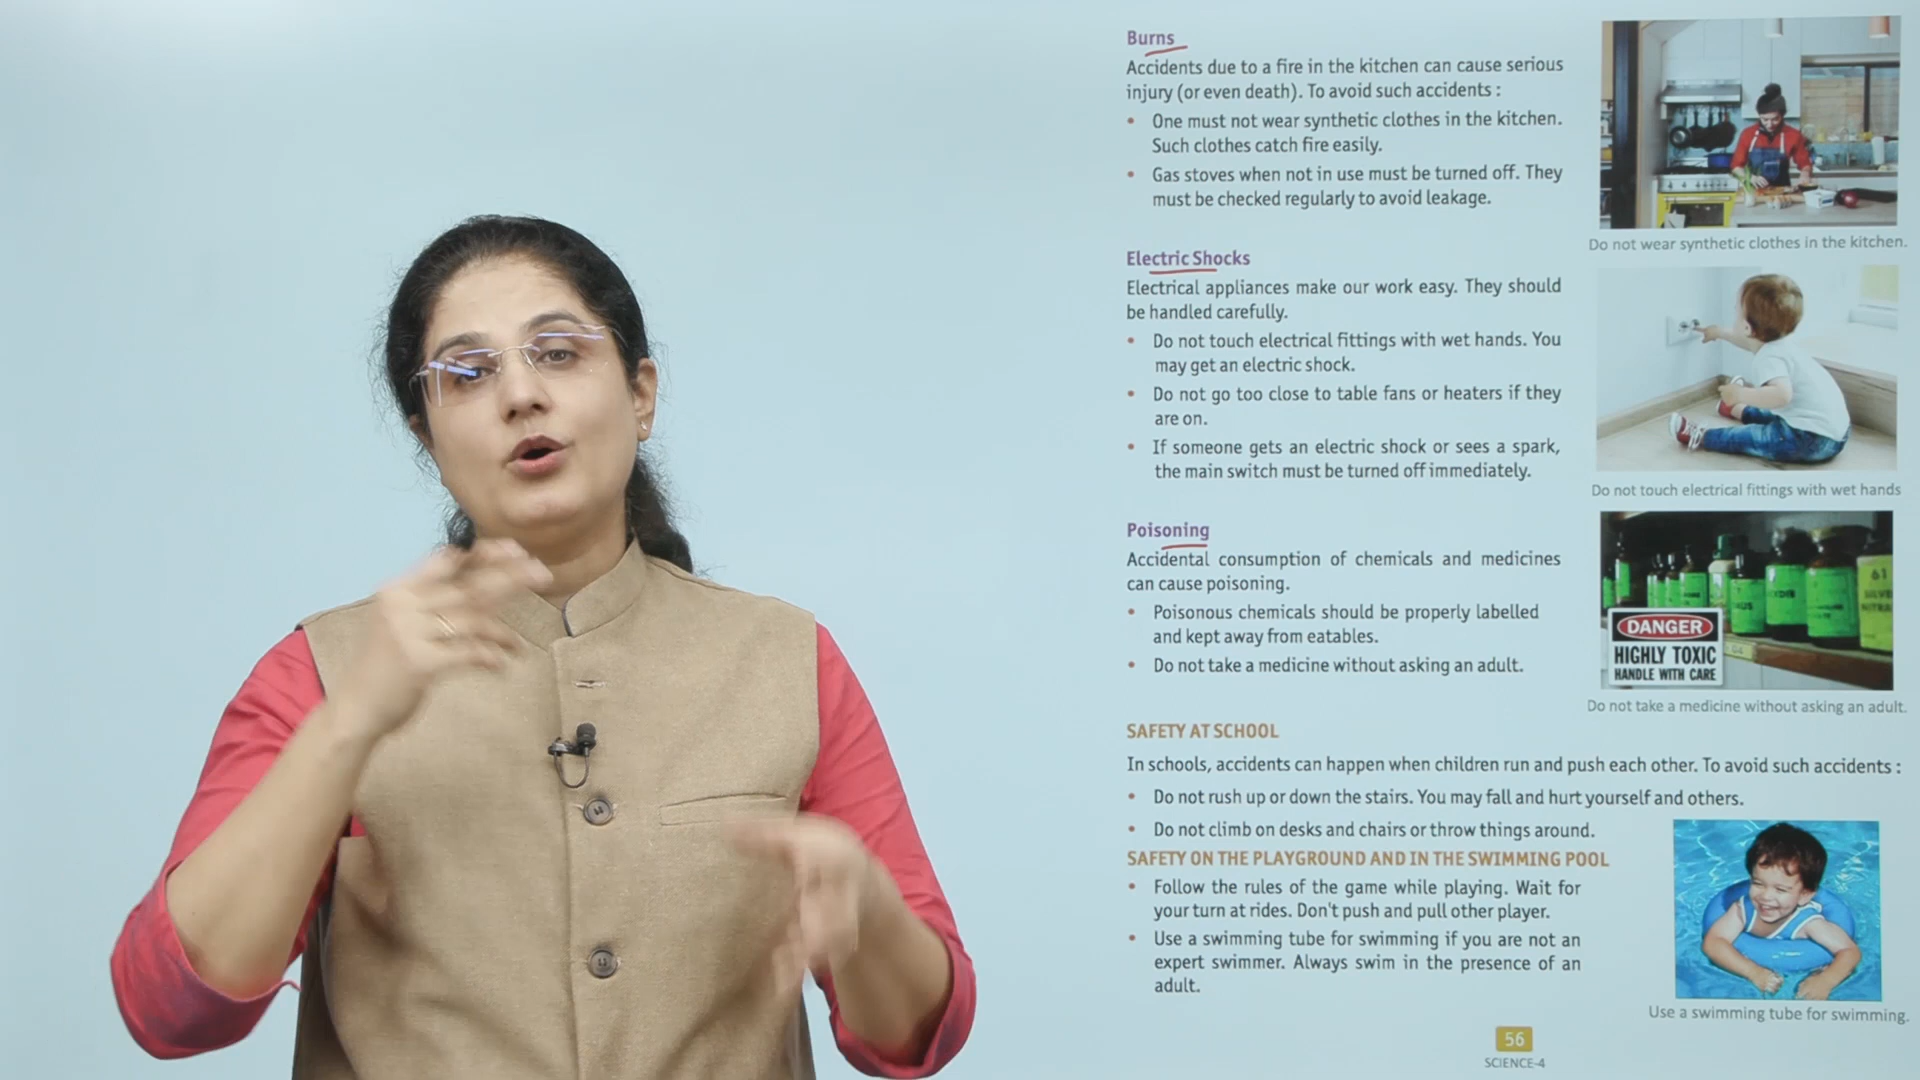 Burns
Accidents due to a fire in the kitchen can cause serious
injury (or even death). To avoid such accidents :
• One must not wear synthetic clothes in the kitchen.
Such clothes catch fire easily.
• Gas stoves when not in use must be turned off. They
must be checked regularly to avoid leakage.
Do not wear synthetic clothes in the kitchen.
Electric Shocks
Electrical appliances make our work easy. They should
be handled carefully.
• Do not touch electrical fittings with wet hands. You
may get an electric shock.
• Do not go too close to table fans or heaters if they
are on.
• If someone gets an electric shock or sees a spark,
the main switch must be turned off immediately.
Do not touch electrical fittings with wet hands
Poisoning
Accidental consumption of chemicals and medicines
can cause poisoning.
• Poisonous chemicals should be properly labelled
and kept away from eatables.
• Do not take a medicine without asking an adult.
61
DANGER
HIGHLY TOXIC
HANDLE WITH CARE
Do not take a medicine without asking an adult.
SAFETY AT SCHOOL
In schools, accidents can happen when children run and push each other. To avoid such accidents :
• Do not rush up or down the stairs. You may fall and hurt yourself and others.
• Do not climb on desks and chairs or throw things around.
SAFETY ON THE PLAYGROUND AND IN THE SWIMMING POOL
• Follow the rules of the game while playing. Wait for
your turn at rides. Don't push and pull other player.
• Use a swimming tube for swimming if you are not an
expert swimmer. Always swim in the presence of an
adult.
Use a swimming tube for swimming.
56
SCIENCE-4